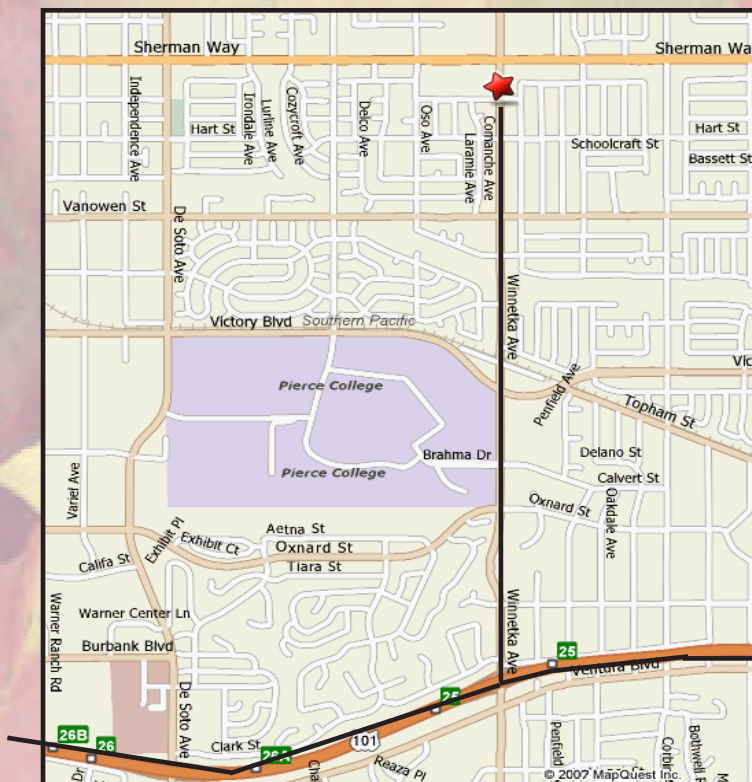 Sherman Way
Sherman Wa
Independence Ave
Irondale Ave
Lurline Ave
Cozycroft Ave
Delco Ave
Oso Ave
Laramie Ave
Comanche Ave
Hart St
Schoolcraft St
Hart St
Bassett St
Vanowen St
De Soto Ave
Winnetka Ave
Victory Blvd
Southern Pacific
Vic
Pierce College
Penfield Ave
Topham St
Brahma Dr
Pierce College
Delano St
Calvert St
Variel Ave
Oxnard St
Oakdale Ave
Exhibit Pl
Exhibit Ct
Aetna St
Oxnard St
Tiara St
Califa St
Warner Ranch Rd
Warner Center Ln
Burbank Blvd
Winnetka Ave
25
Ventura Blvd
De Soto Ave
25
26B
26
Clark St
26A
101
Reaza Pl
Penfield
Corbin
Bothwell
© 2007 MapQuest Inc.